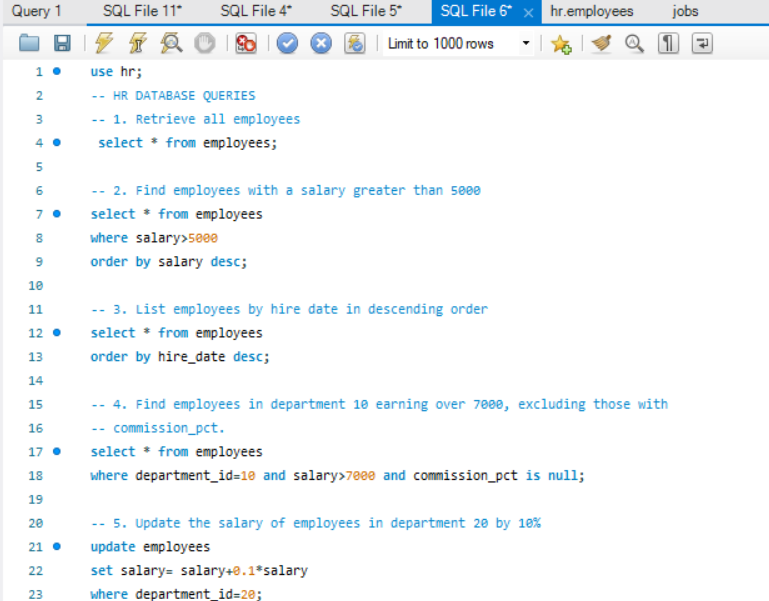 Query 1 SQL File 11* SQL File 4* SQL File 5* SQL File 6* × hr.employees jobs
Limit to 1000 rows
1 use hr;
2 -- HR DATABASE QUERIES
3 -- 1. Retrieve all employees
4 select * from employees;
5
6 -- 2. Find employees with a salary greater than 5000
7 select * from employees
8 where salary>5000
9 order by salary desc;
10
11 -- 3. List employees by hire date in descending order
12 select * from employees
13 order by hire_date desc;
14
15 -- 4. Find employees in department 10 earning over 7000, excluding those with
16 -- commission_pct.
17 select * from employees
18 where department_id=10 and salary>7000 and commission_pct is null;
19
20 -- 5. Update the salary of employees in department 20 by 10%
21 update employees
22 set salary= salary+0.1*salary
23 where department_id=20;